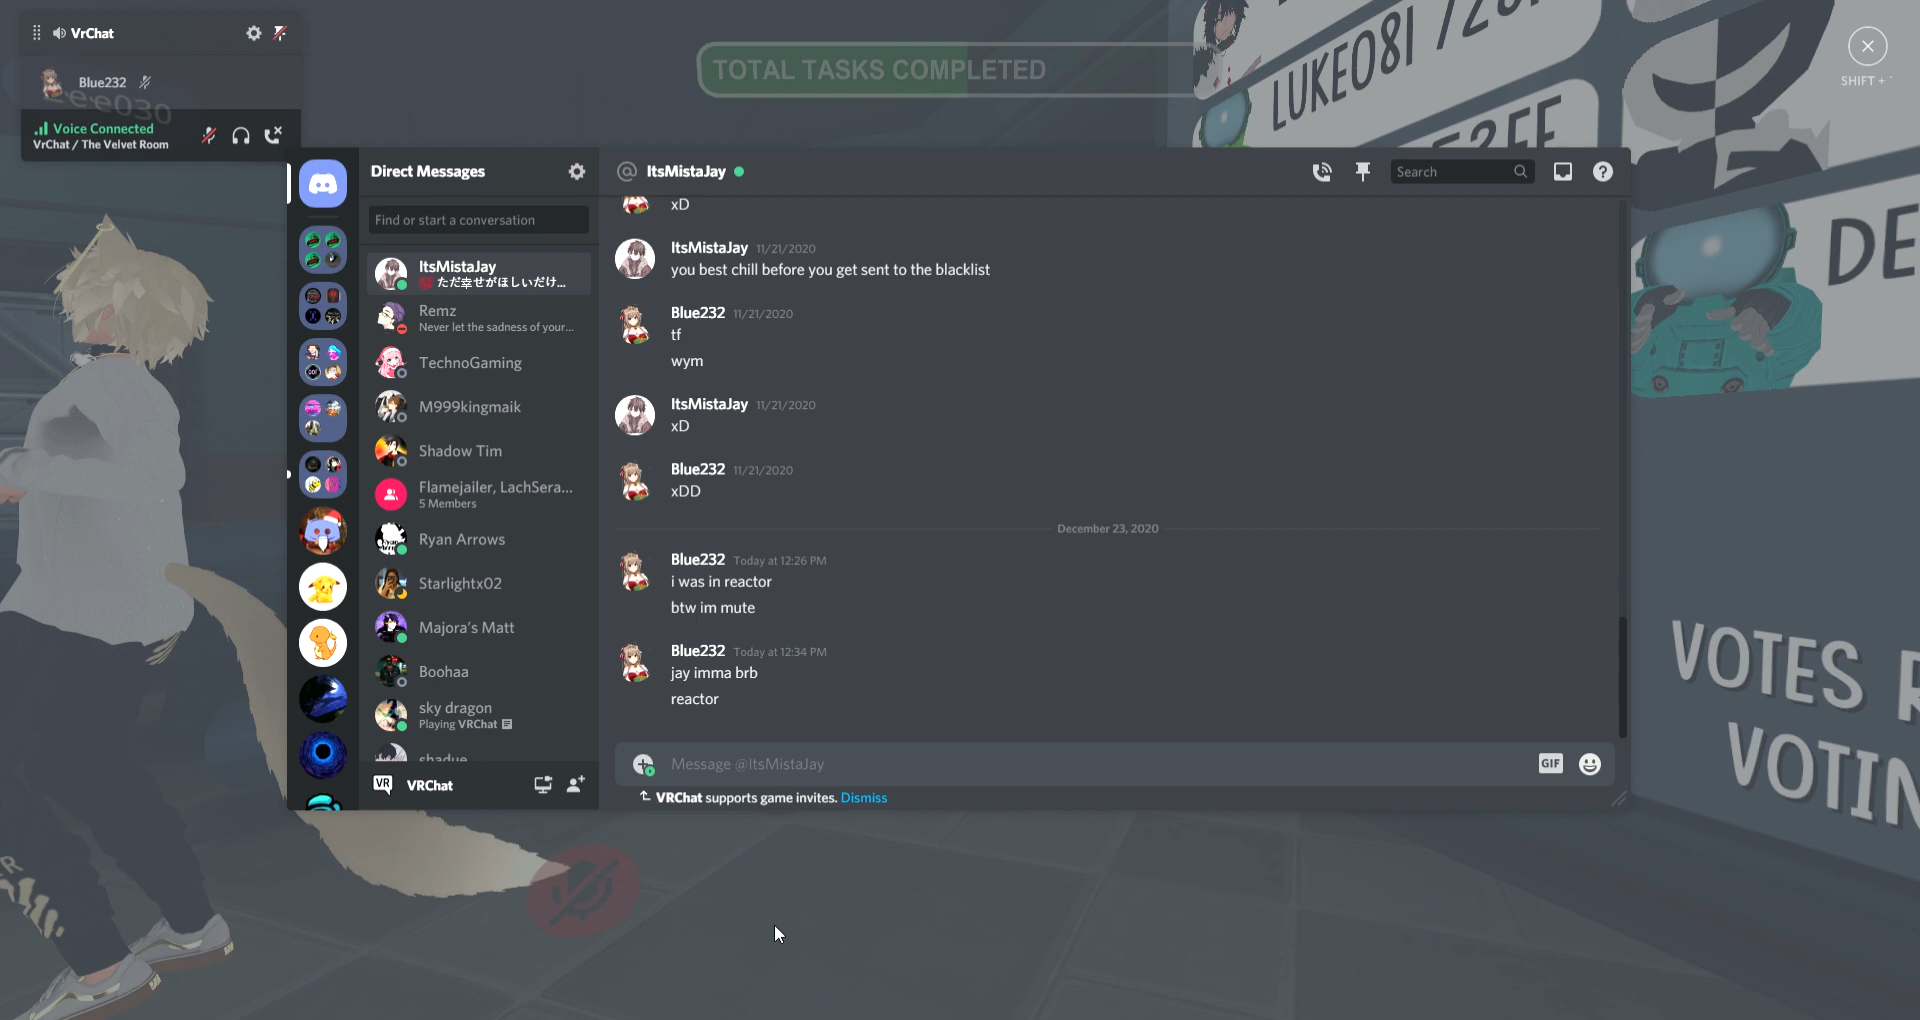 VrChat
Blue232
Zee030
Voice Connected
VrChat / The Velvet Room
TOTAL TASKS COMPLETED
SHIFT + `
Direct Messages
Find or start a conversation
ItsMistaJay
ただ幸せがほしいだけ...
Remz
Never let the sadness of your...
TechnoGaming
M999kingmaik
Shadow Tim
Flamejailer, LachSera...
5 Members
Ryan Arrows
Starlightx02
Majora's Matt
Boohaa
sky dragon
Playing VRChat
shadue
VR
VRChat
@ ItsMistaJay
Search
xD
ItsMistaJay 11/21/2020
you best chill before you get sent to the blacklist
Blue232 11/21/2020
tf
wym
ItsMistaJay 11/21/2020
xD
Blue232 11/21/2020
xDD
December 23, 2020
Blue232 Today at 12:26 PM
i was in reactor
btw im mute
Blue232 Today at 12:34 PM
jay imma brb
reactor
Message @ItsMistaJay
GIF
VRChat supports game invites. Dismiss
LUKE081
DE
VOTES R
VOTIN